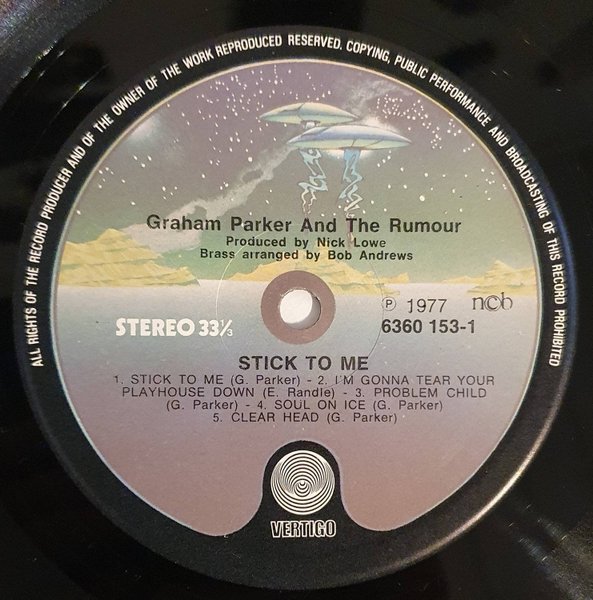 ALL RIGHTS OF THE RECORD PRODUCER AND OF THE OWNER OF THE WORK REPRODUCED RESERVED. COPYING, PUBLIC PERFORMANCE AND BROADCASTING OF THIS RECORD PROHIBITED
Graham Parker And The Rumour
Produced by Nick Lowe
Brass arranged by Bob Andrews
℗ 1977 ncb
STEREO 33⅓ 6360 153-1
STICK TO ME
1. STICK TO ME (G. Parker) - 2. I'M GONNA TEAR YOUR
PLAYHOUSE DOWN (E. Randle) - 3. PROBLEM CHILD
(G. Parker) - 4. SOUL ON ICE (G. Parker)
5. CLEAR HEAD (G. Parker)
VERTIGO